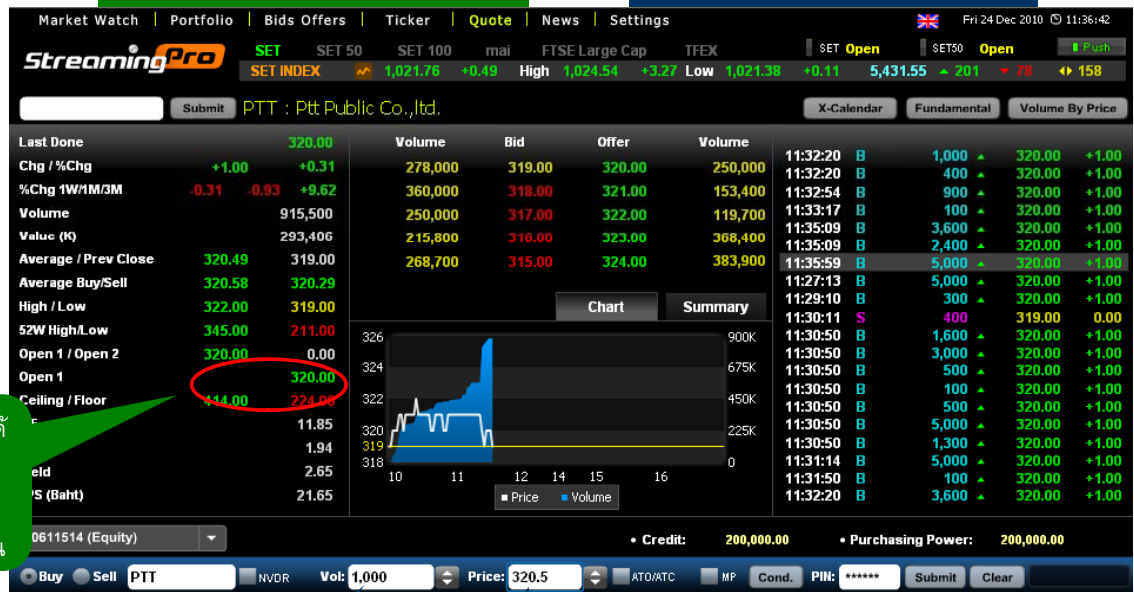 Market Watch | Portfolio | Bids Offers | Ticker | Quote | News | Settings
Fri 24 Dec 2010 11:36:42
StreamingPro
SET SET 50 SET 100 mai FTSE Large Cap TFEX
SET Open SET50 Open Push
SET INDEX 1,021.76 +0.49 High 1,024.54 +3.27 Low 1,021.38 +0.11 5,431.55 201 78 158
Submit PTT : Ptt Public Co.,ltd.
X-Calendar Fundamental Volume By Price
Last Done 320.00
Chg / %Chg +1.00 +0.31
%Chg 1W/1M/3M -0.31 -0.93 +9.62
Volume 915,500
Value (K) 293,406
Average / Prev Close 320.49 319.00
Average Buy/Sell 320.58 320.29
High / Low 322.00 319.00
52W High/Low 345.00 211.00
Open 1 / Open 2 320.00 0.00
Open 1 320.00
Ceiling / Floor 414.00 224.00
11.85
1.94
eld 2.65
PS (Baht) 21.65
Volume Bid Offer Volume
278,000 319.00 320.00 250,000
360,000 318.00 321.00 153,400
250,000 317.00 322.00 119,700
215,800 316.00 323.00 368,400
268,700 315.00 324.00 383,900
Chart Summary
326 900K
324 675K
322 450K
320 225K
319
318 0
10 11 12 14 15 16
Price Volume
11:32:20 B 1,000 320.00 +1.00
11:32:20 B 400 320.00 +1.00
11:32:54 B 900 320.00 +1.00
11:33:17 B 100 320.00 +1.00
11:35:09 B 3,600 320.00 +1.00
11:35:09 B 2,400 320.00 +1.00
11:35:59 B 5,000 320.00 +1.00
11:27:13 B 5,000 320.00 +1.00
11:29:10 B 300 320.00 +1.00
11:30:11 S 400 319.00 0.00
11:30:50 B 1,600 320.00 +1.00
11:30:50 B 3,000 320.00 +1.00
11:30:50 B 500 320.00 +1.00
11:30:50 B 100 320.00 +1.00
11:30:50 B 500 320.00 +1.00
11:30:50 B 5,000 320.00 +1.00
11:30:50 B 1,300 320.00 +1.00
11:31:14 B 5,000 320.00 +1.00
11:31:50 B 100 320.00 +1.00
11:32:20 B 3,600 320.00 +1.00
0611514 (Equity)
• Credit: 200,000.00 • Purchasing Power: 200,000.00
Buy Sell PTT NVDR Vol: 1,000 Price: 320.5 ATO/ATC MP Cond. PIN: ****** Submit Clear